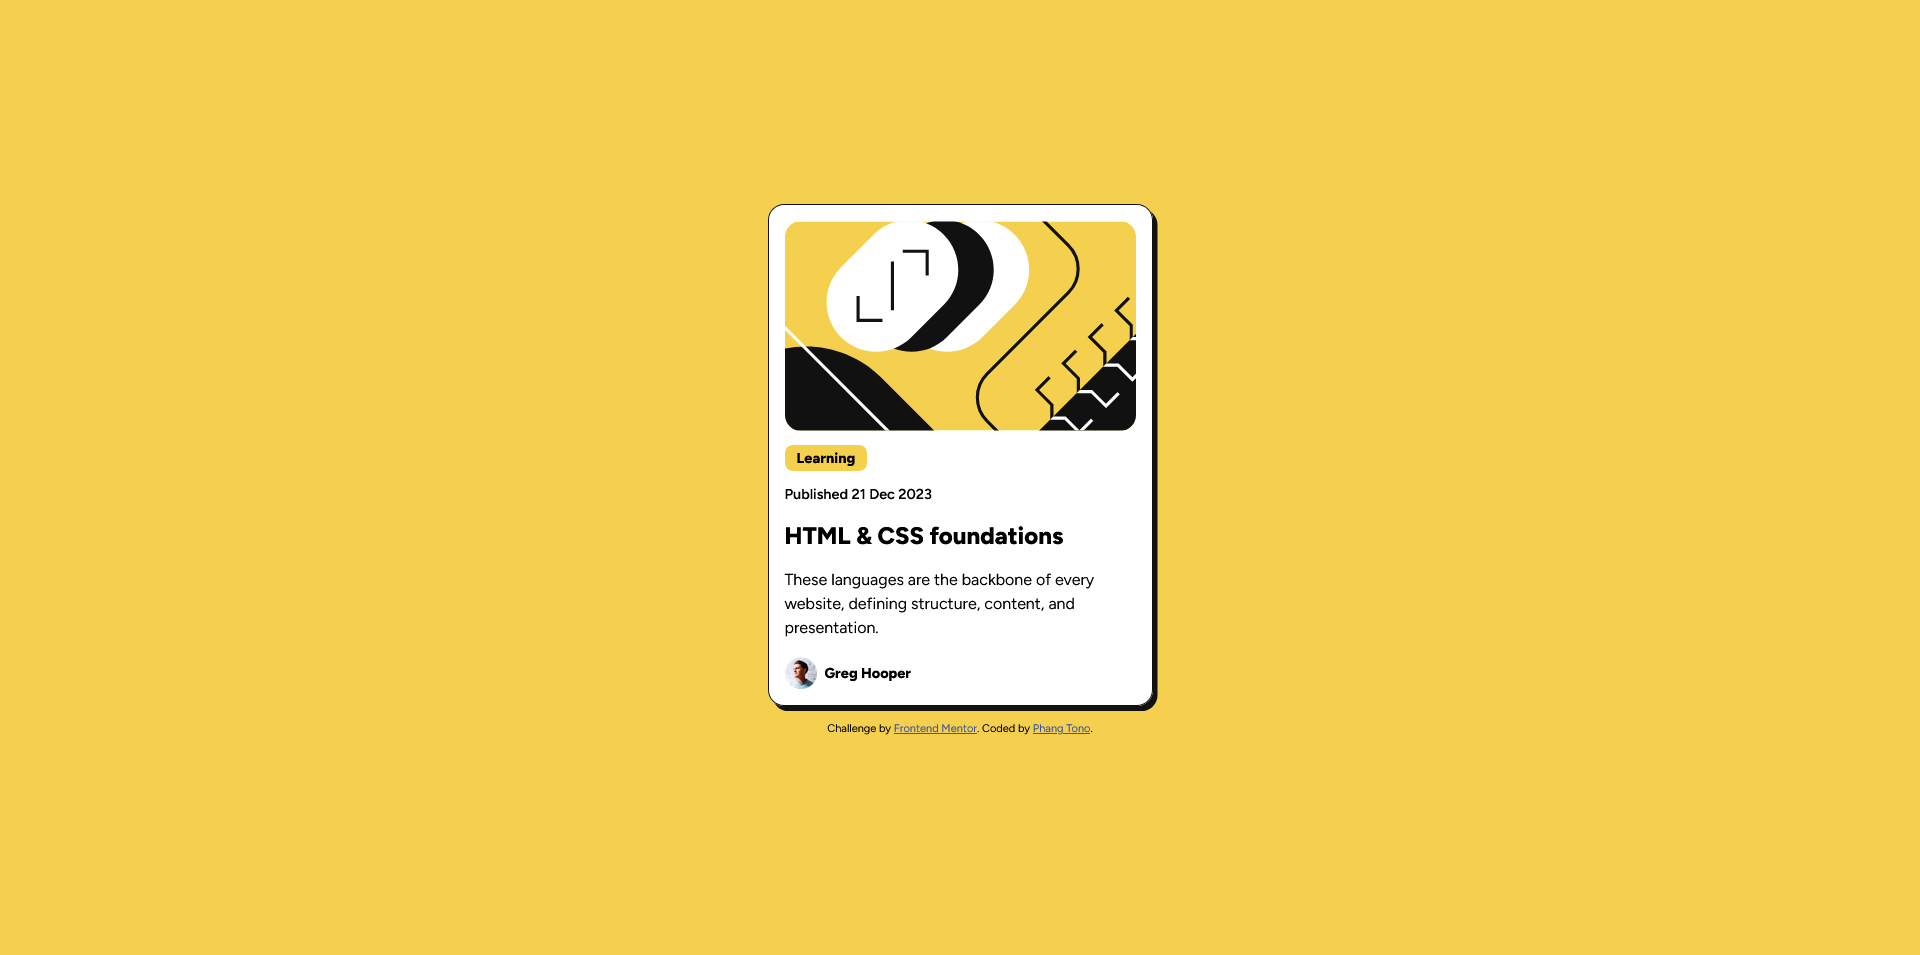 Learning
Published 21 Dec 2023
HTML & CSS foundations
These languages are the backbone of every
website, defining structure, content, and
presentation.
Greg Hooper
Challenge by Frontend Mentor. Coded by Phang Tono.